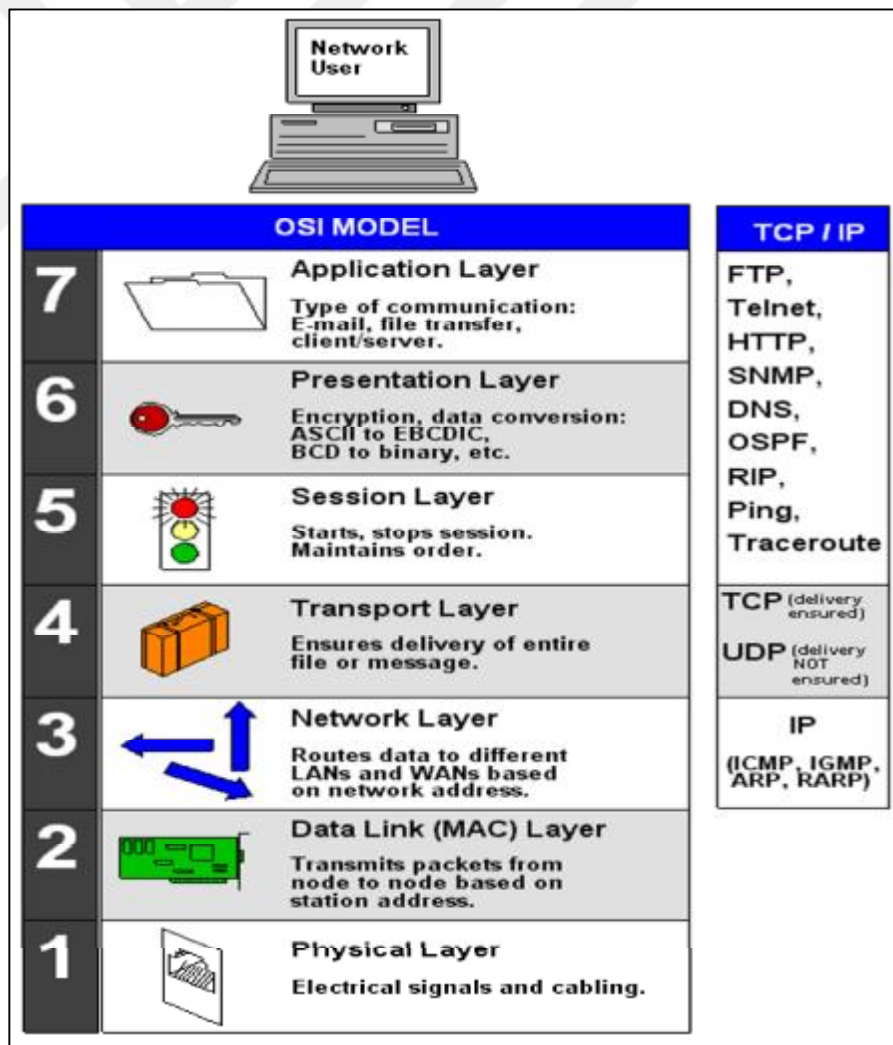 Network
User
OSI MODEL
7
Application Layer
Type of communication:
E-mail, file transfer,
client/server.
6
Presentation Layer
Encryption, data conversion:
ASCII to EBCDIC,
BCD to binary, etc.
5
Session Layer
Starts, stops session.
Maintains order.
4
Transport Layer
Ensures delivery of entire
file or message.
3
Network Layer
Routes data to different
LANs and WANs based
on network address.
2
Data Link (MAC) Layer
Transmits packets from
node to node based on
station address.
1
Physical Layer
Electrical signals and cabling.
TCP / IP
FTP,
Telnet,
HTTP,
SNMP,
DNS,
OSPF,
RIP,
Ping,
Traceroute
TCP (delivery
ensured)
UDP (delivery
NOT
ensured)
IP
(ICMP, IGMP,
ARP, RARP)